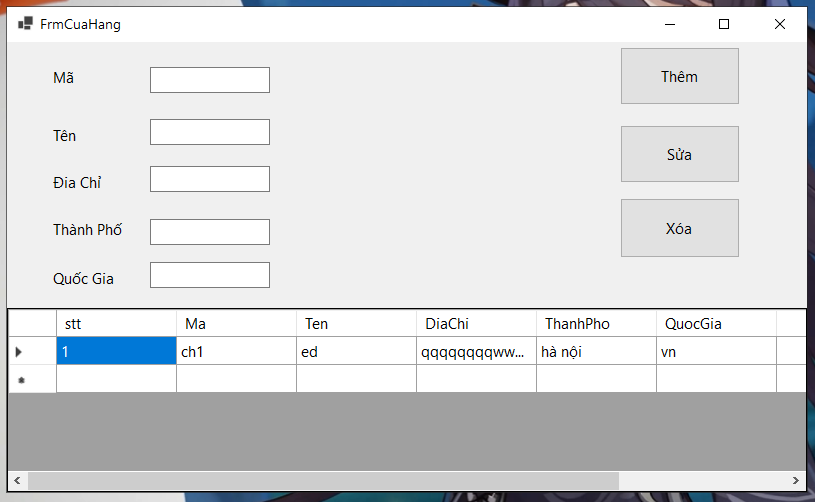 FrmCuaHang
Mã
Thêm
Tên
Sửa
Đia Chỉ
Thành Phố
Xóa
Quốc Gia
stt Ma Ten DiaChi ThanhPho QuocGia
1 ch1 ed qqqqqqqqww... hà nội vn